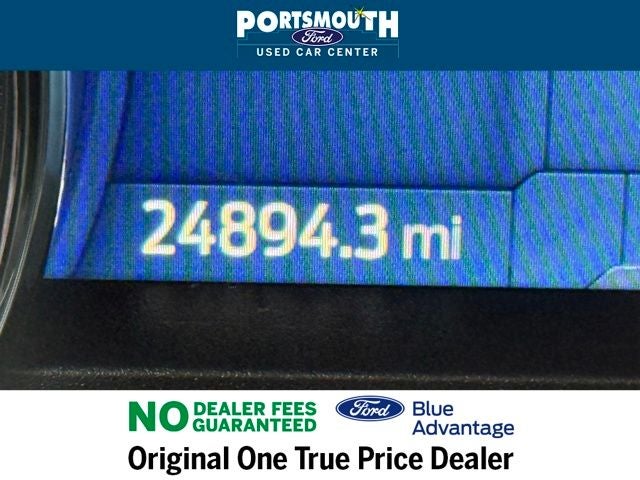 PORTSMOUTH
Ford
USED CAR CENTER
24894.3 mi
NO DEALER FEES
GUARANTEED
Ford Blue
Advantage
Original One True Price Dealer